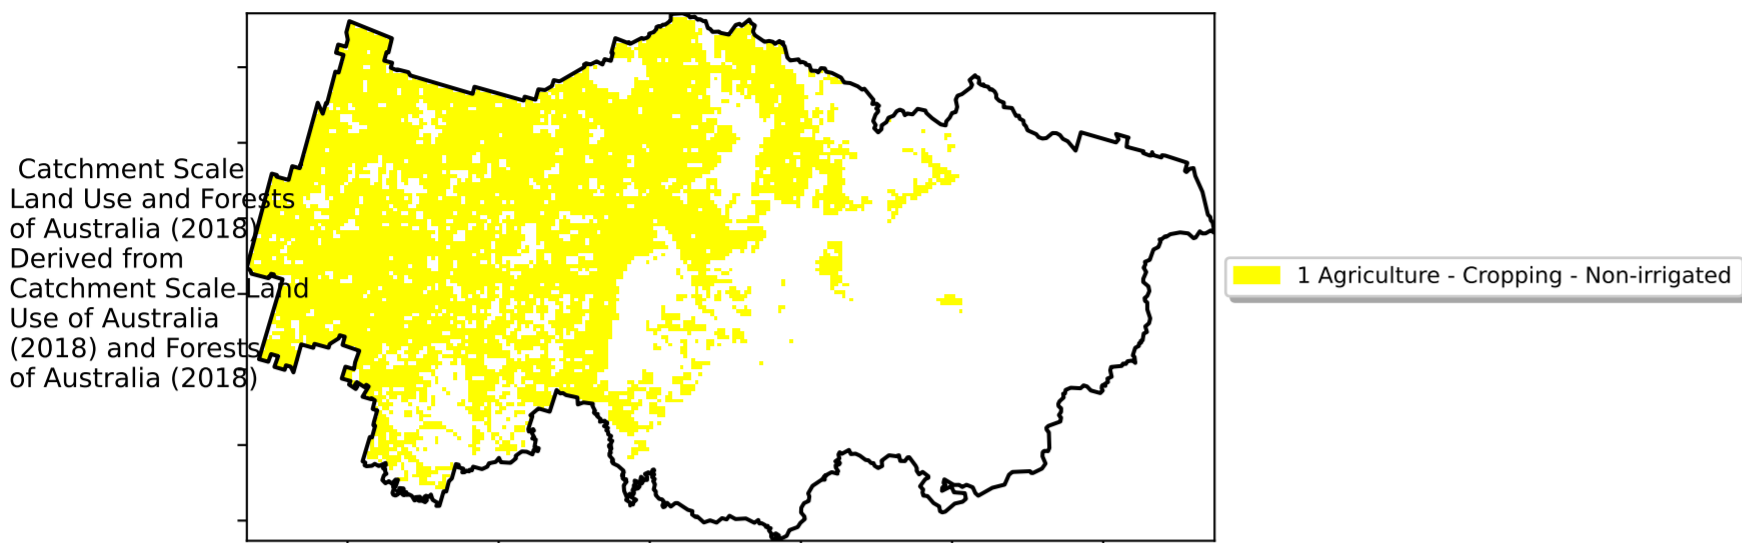 Catchment Scale
Land Use and Forests
of Australia (2018)
Derived from
Catchment Scale Land
Use of Australia
(2018) and Forests
of Australia (2018)
1 Agriculture - Cropping - Non-irrigated